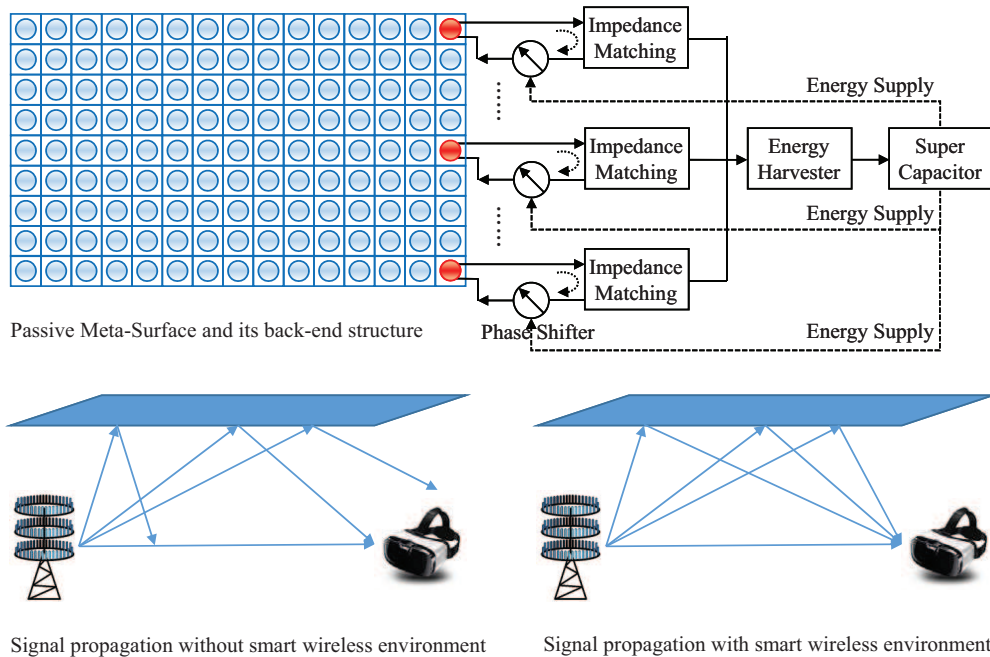 Impedance
Matching
Energy Supply
Impedance
Matching
Energy
Harvester
Super
Capacitor
Energy Supply
Impedance
Matching
Passive Meta-Surface and its back-end structure
Phase Shifter
Energy Supply
Signal propagation without smart wireless environment
Signal propagation with smart wireless environment